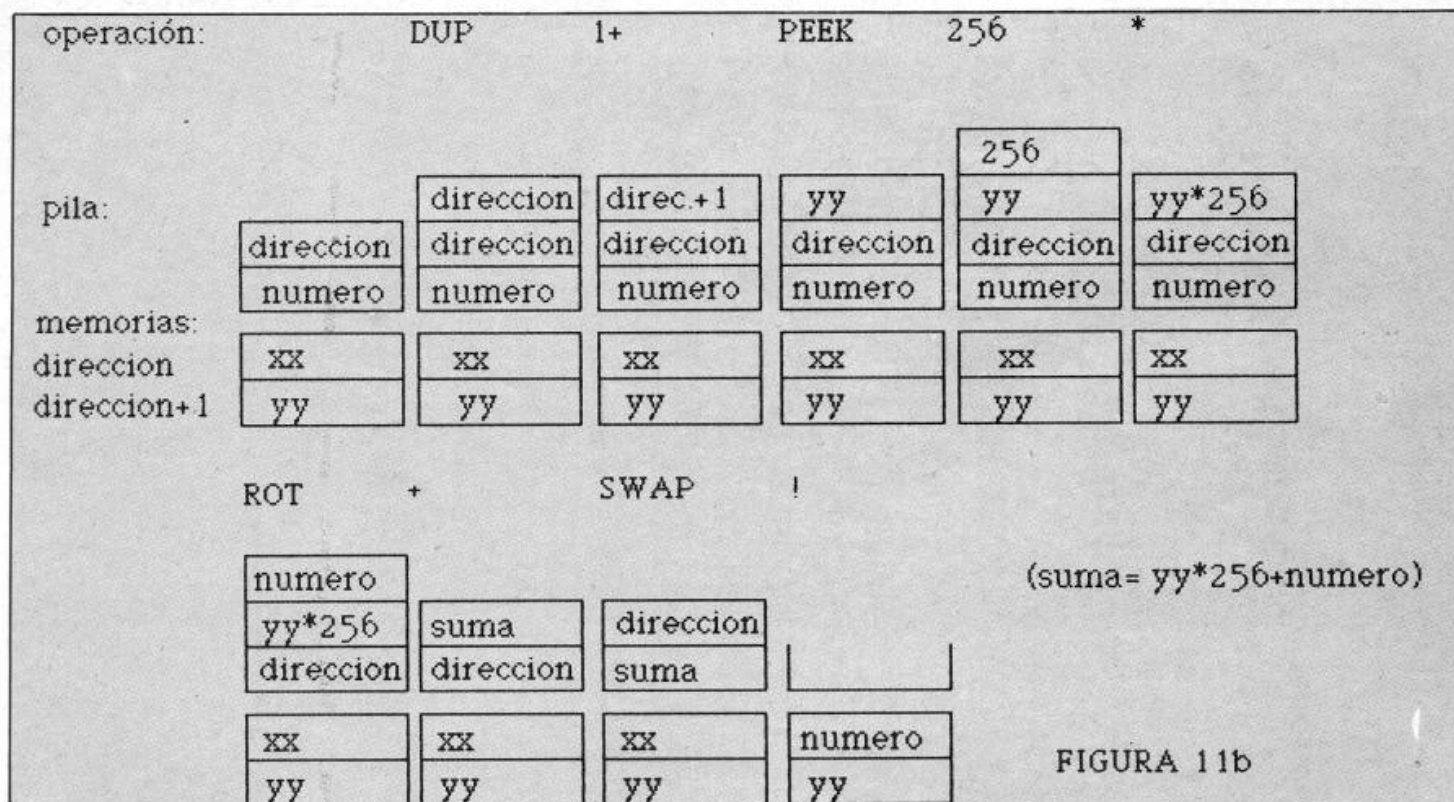 operación: DUP 1+ PEEK 256 *
256
direccion direc.+1 yy yy yy*256
pila:
direccion direccion direccion direccion direccion direccion
numero numero numero numero numero numero
memorias:
direccion xx xx xx xx xx xx
direccion+1 yy yy yy yy yy yy
ROT + SWAP !
numero (suma= yy*256+numero)
yy*256 suma direccion
direccion direccion suma
xx xx xx numero
yy yy yy yy
FIGURA 11b